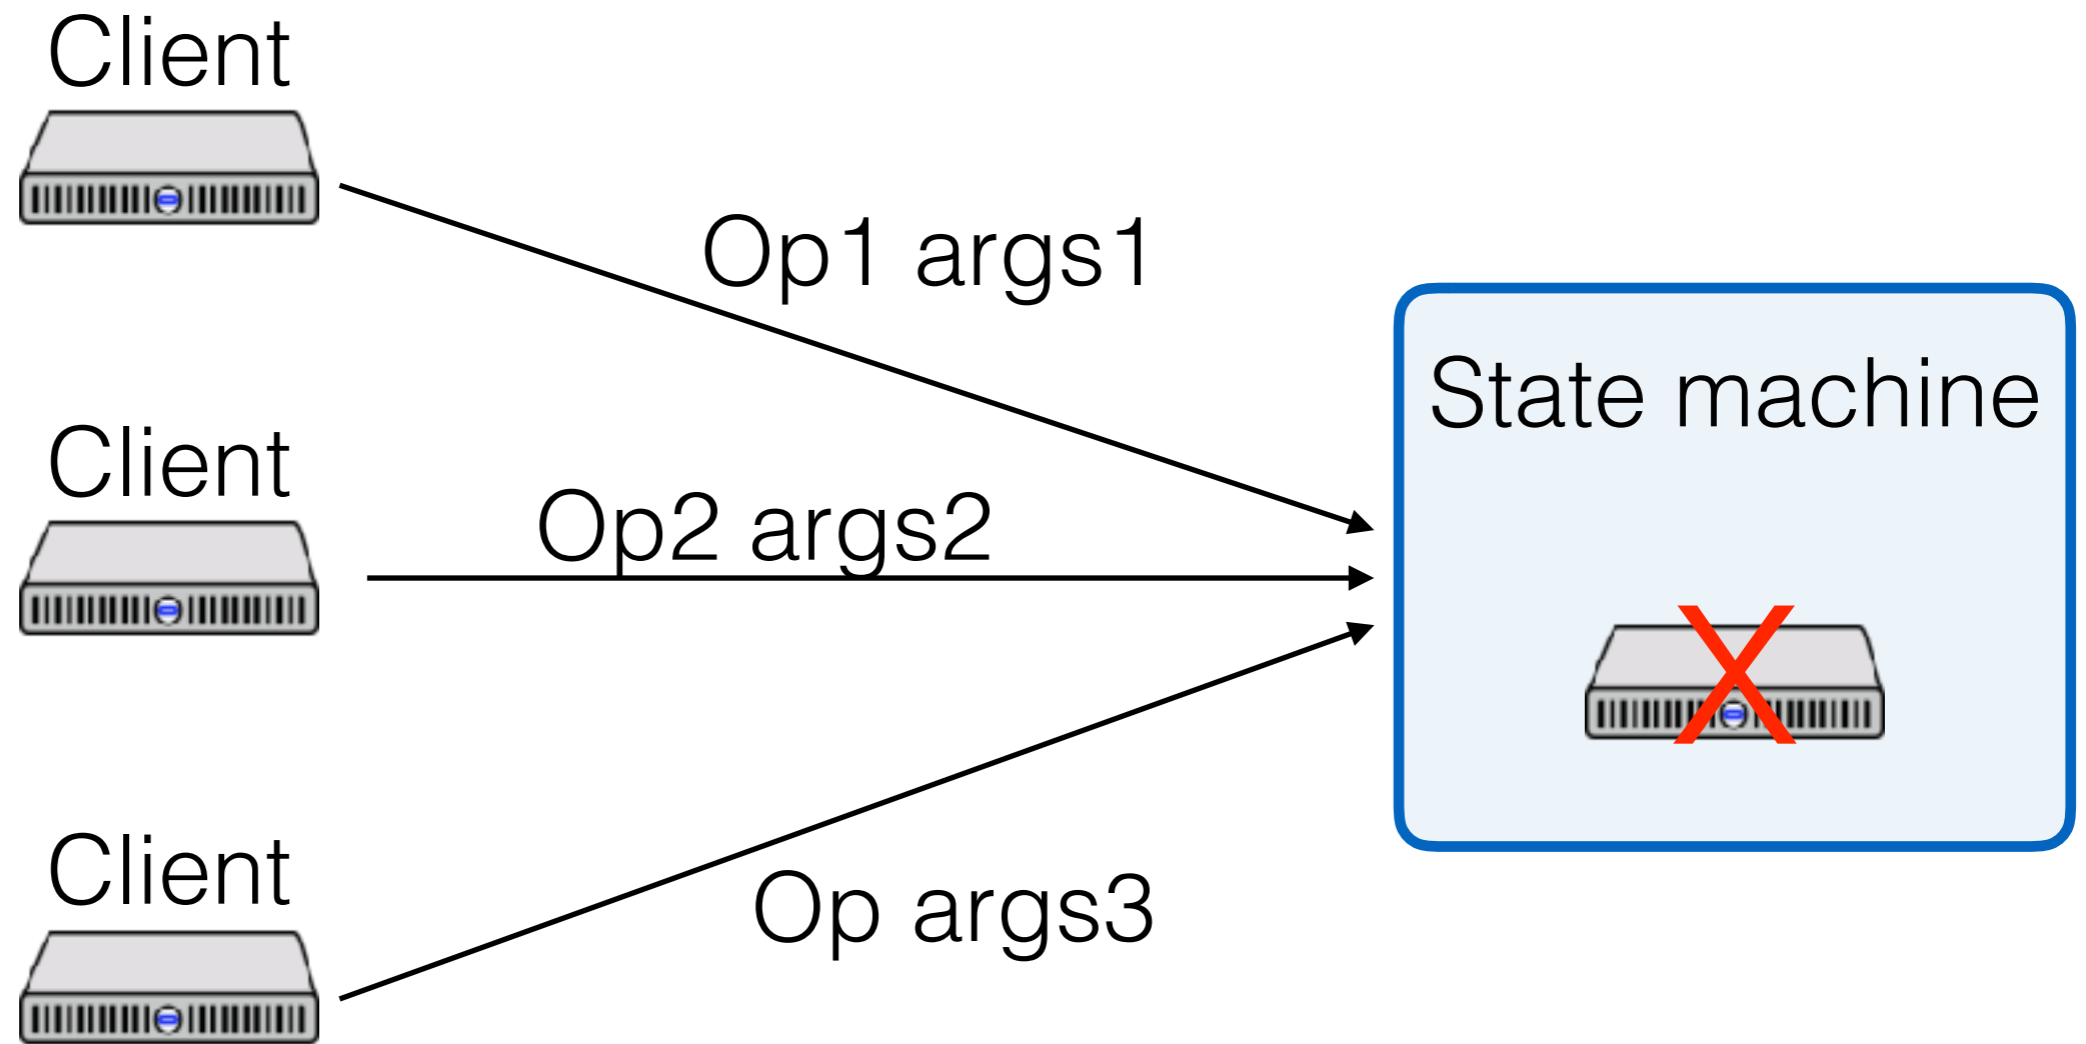 Client
Op1 args1
State machine
Client
Op2 args2
Client
Op args3